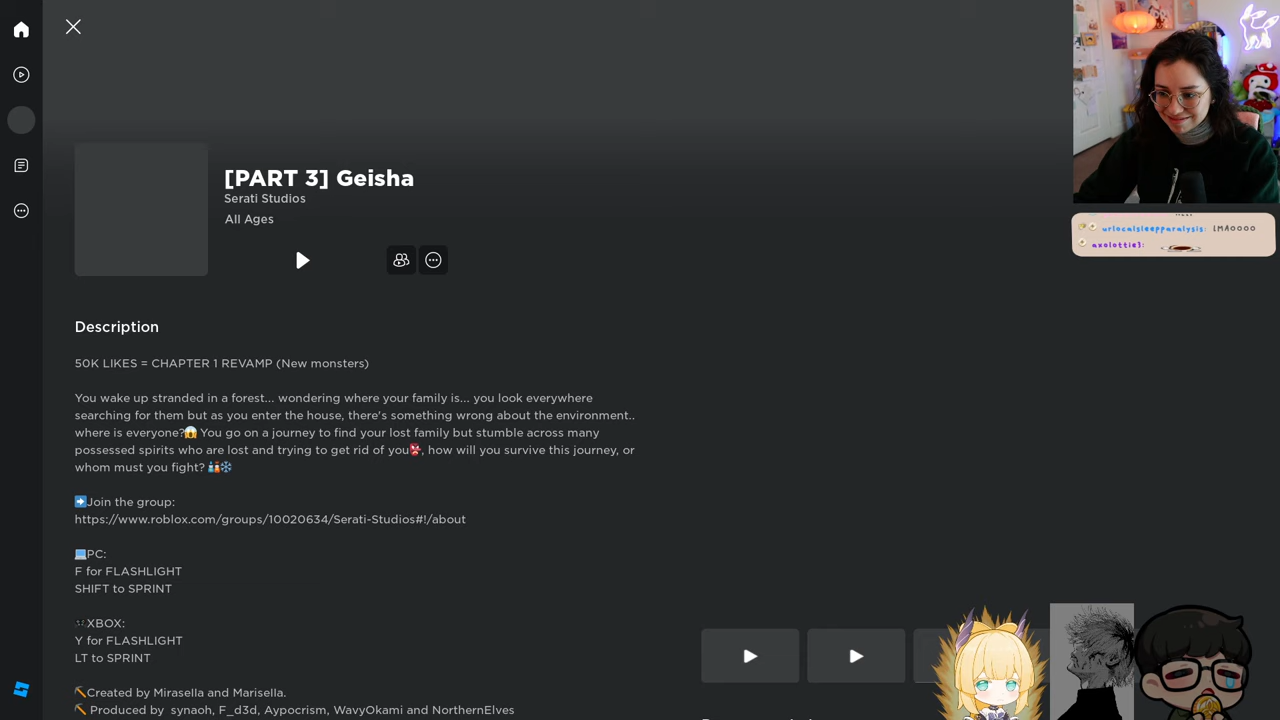 [PART 3] Geisha
Serati Studios
All Ages
urlocalsleepparalysis: LMAOOOO
axolottie3:
Description
50K LIKES = CHAPTER 1 REVAMP (New monsters)
You wake up stranded in a forest... wondering where your family is... you look everywhere
searching for them but as you enter the house, there's something wrong about the environment..
where is everyone?😱 You go on a journey to find your lost family but stumble across many
possessed spirits who are lost and trying to get rid of you👺, how will you survive this journey, or
whom must you fight? 🎎❄️
➡️Join the group:
https://www.roblox.com/groups/10020634/Serati-Studios#!/about
💻PC:
F for FLASHLIGHT
SHIFT to SPRINT
🎮XBOX:
Y for FLASHLIGHT
LT to SPRINT
⛏️Created by Mirasella and Marisella.
⛏️ Produced by synaoh, F_d3d, Aypocrism, WavyOkami and NorthernElves